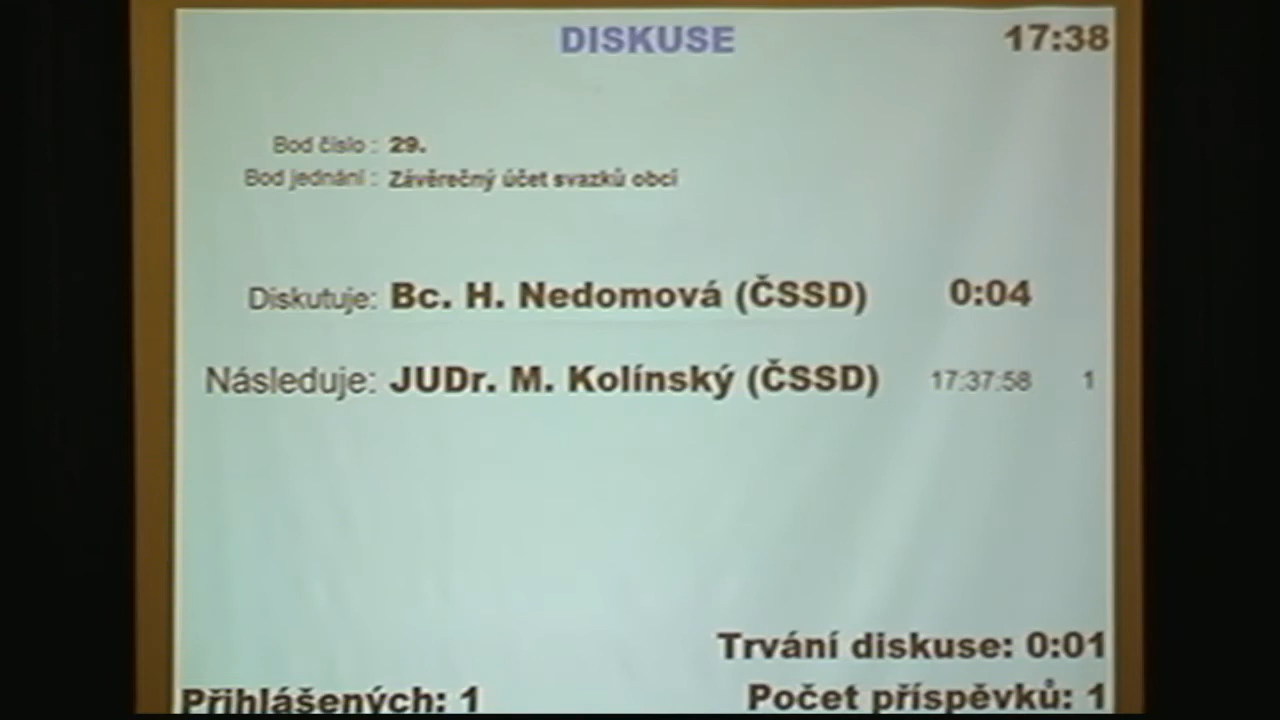 DISKUSE 17:38
Bod číslo : 29.
Bod jednání : Závěrečný účet svazků obcí
Diskutuje: Bc. H. Nedomová (ČSSD) 0:04
Následuje: JUDr. M. Kolínský (ČSSD) 17:37:58 1
Trvání diskuse: 0:01
Přihlášených: 1 Počet příspěvků: 1